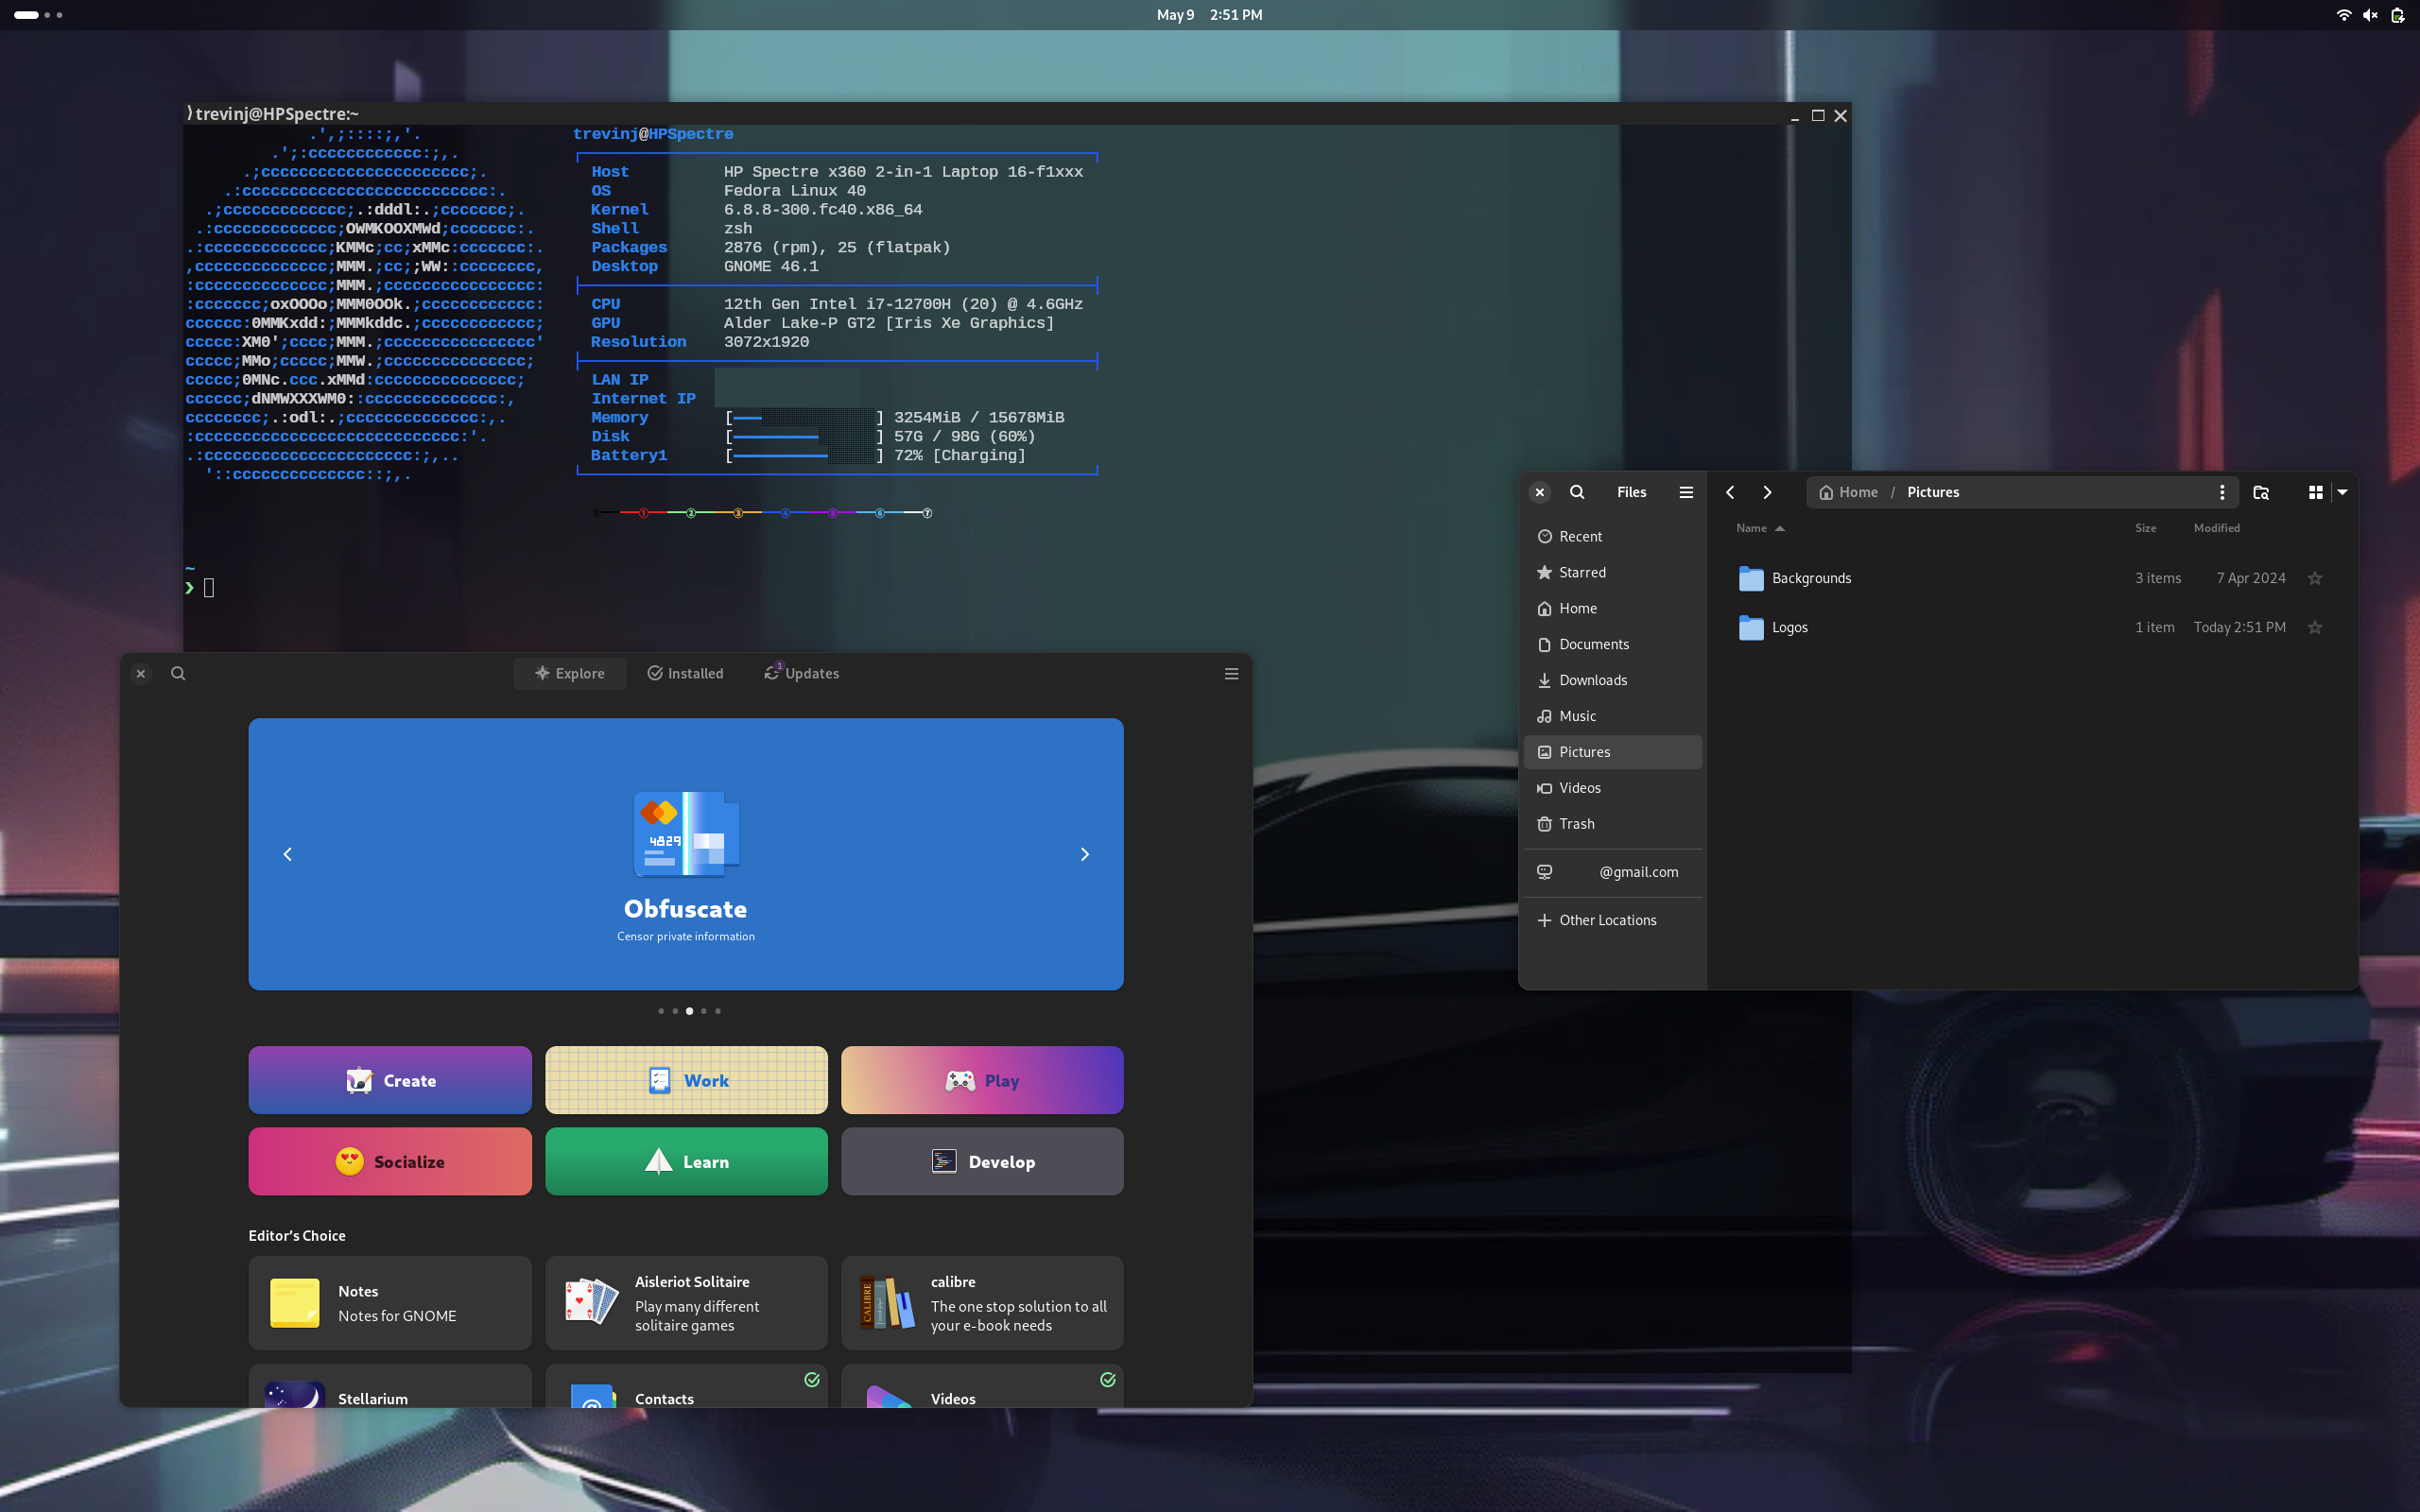 May 9 2:51 PM
trevinj@HPSpectre:~
.',;::::;,'.
.';:cccccccccccc:;,.
.;cccccccccccccccccccccc;.
.:cccccccccccccccccccccccccc:.
.;ccccccccccccc;.:dddl:.;ccccccc;.
.:ccccccccccccc;OWMKOOXMWd;ccccccc:.
.:ccccccccccccc;KMMc;cc;xMMc:ccccccc:.
,cccccccccccccc;MMM.;cc;;WW::cccccccc,
:cccccccccccccc;MMM.;cccccccccccccccc:
:ccccccc;oxOOOo;MMM0OOk.;cccccccccccc:
cccccc:0MMKxdd:;MMMkddc.;cccccccccccc;
ccccc:XM0';cccc;MMM.;cccccccccccccccc'
ccccc;MMo;ccccc;MMW.;ccccccccccccccc;
ccccc;0MNc.ccc.xMMd:ccccccccccccccc;
cccccc;dNMWXXXWM0::cccccccccccccc:,
cccccccc;.:odl:.;cccccccccccccc:,.
:cccccccccccccccccccccccccccc:'.
.:cccccccccccccccccccccc:;,..
'::cccccccccccccc::;,.
trevinj@HPSpectre
Host HP Spectre x360 2-in-1 Laptop 16-f1xxx
OS Fedora Linux 40
Kernel 6.8.8-300.fc40.x86_64
Shell zsh
Packages 2876 (rpm), 25 (flatpak)
Desktop GNOME 46.1
CPU 12th Gen Intel i7-12700H (20) @ 4.6GHz
GPU Alder Lake-P GT2 [Iris Xe Graphics]
Resolution 3072x1920
LAN IP
Internet IP
Memory [ ] 3254MiB / 15678MiB
Disk [ ] 57G / 98G (60%)
Battery1 [ ] 72% [Charging]
① ② ③ ④ ⑤ ⑥ ⑦
~
❯
Files
Home / Pictures
Name Size Modified
Recent
Starred
Home
Documents
Downloads
Music
Pictures
Videos
Trash
@gmail.com
Other Locations
Backgrounds 3 items 7 Apr 2024
Logos 1 item Today 2:51 PM
Explore Installed 1 Updates
4829
Obfuscate
Censor private information
Create Work Play
Socialize Learn Develop
Editor's Choice
Notes
Notes for GNOME
Aisleriot Solitaire
Play many different
solitaire games
CALIBRE
calibre
The one stop solution to all
your e-book needs
Stellarium
Contacts
Videos